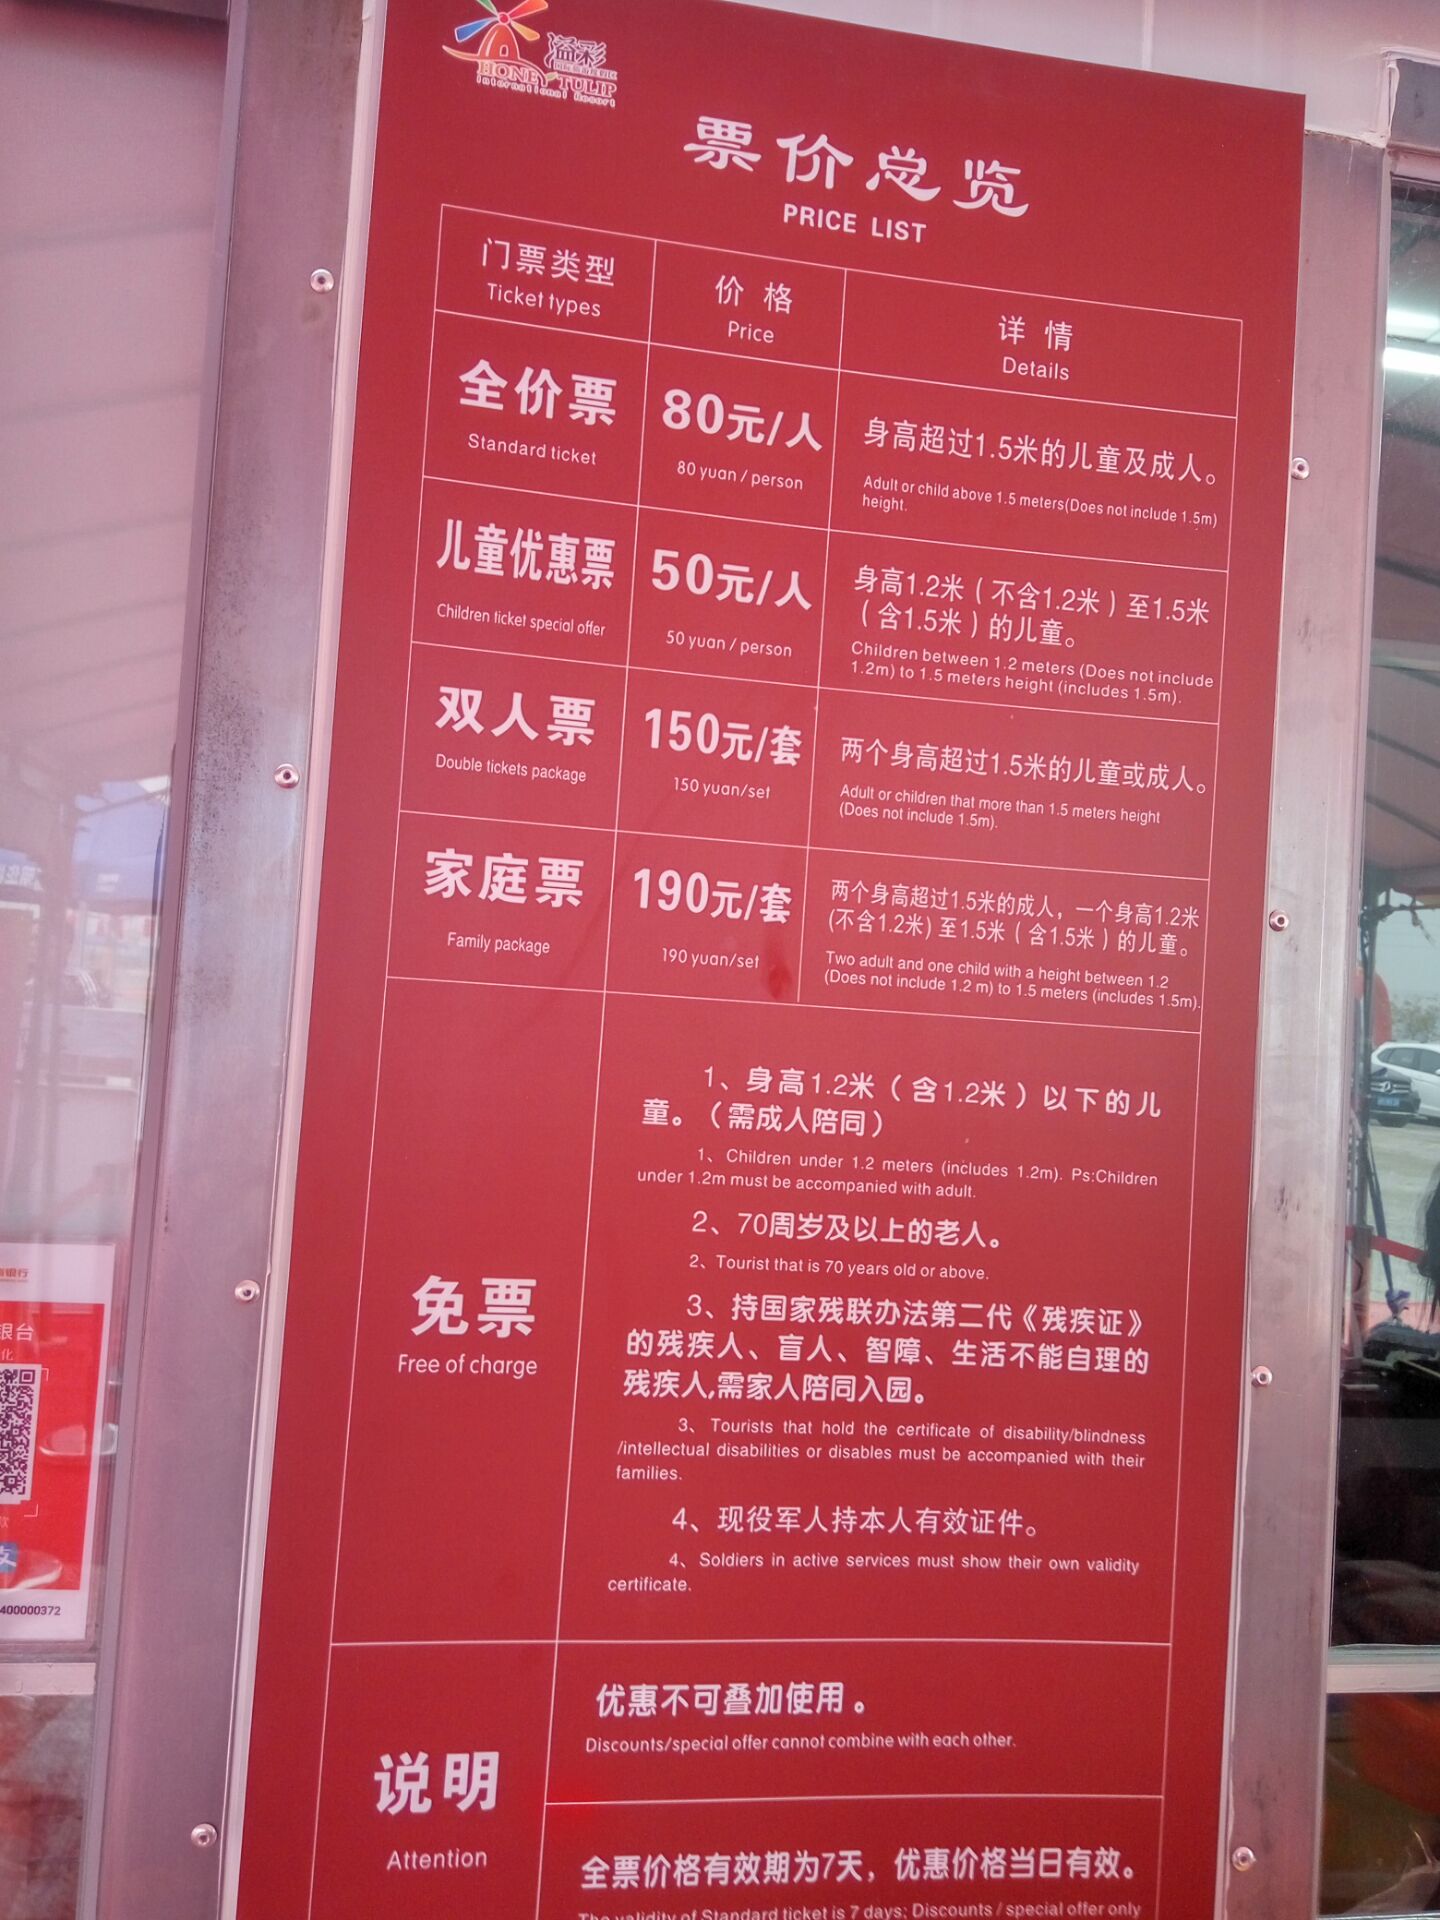 溢彩
HONEY TULIP
International Resort
票价总览
PRICE LIST
门票类型
Ticket types
价 格
Price
详 情
Details
全价票
Standard ticket
80元/人
80 yuan / person
身高超过1.5米的儿童及成人。
Adult or child above 1.5 meters(Does not include 1.5m)
height.
儿童优惠票
Children ticket special offer
50元/人
50 yuan / person
身高1.2米（不含1.2米）至1.5米
（含1.5米）的儿童。
Children between 1.2 meters (Does not include
1.2m) to 1.5 meters height (includes 1.5m).
双人票
Double tickets package
150元/套
150 yuan/set
两个身高超过1.5米的儿童或成人。
Adult or children that more than 1.5 meters height
(Does not include 1.5m).
家庭票
Family package
190元/套
190 yuan/set
两个身高超过1.5米的成人，一个身高1.2米
(不含1.2米) 至1.5米（含1.5米）的儿童。
Two adult and one child with a height between 1.2
(Does not include 1.2 m) to 1.5 meters (includes 1.5m).
免票
Free of charge
1、身高1.2米（含1.2米）以下的儿
童。（需成人陪同）
1、Children under 1.2 meters (includes 1.2m). Ps:Children
under 1.2m must be accompanied with adult.
2、70周岁及以上的老人。
2、Tourist that is 70 years old or above.
3、持国家残联办法第二代《残疾证》
的残疾人、盲人、智障、生活不能自理的
残疾人,需家人陪同入园。
3、Tourists that hold the certificate of disability/blindness
/intellectual disabilities or disables must be accompanied with their
families.
4、现役军人持本人有效证件。
4、Soldiers in active services must show their own validity
certificate.
说明
Attention
优惠不可叠加使用。
Discounts/special offer cannot combine with each other.
全票价格有效期为7天，优惠价格当日有效。
The validity of Standard ticket is 7 days; Discounts / special offer only
银行
银台
化
支
400000372